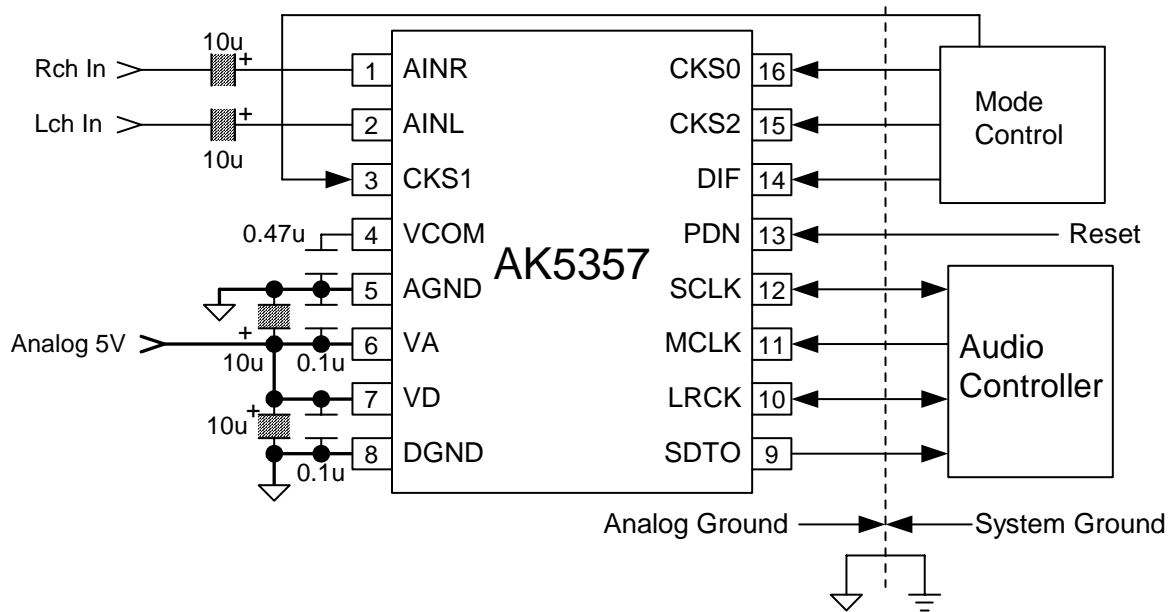 10u
+
Rch In
1 AINR
CKS0 16
Mode
Control
Lch In
+
10u
2 AINL
CKS2 15
3 CKS1
DIF 14
0.47u
4 VCOM
PDN 13
Reset
AK5357
5 AGND
SCLK 12
Analog 5V
+
10u
0.1u
6 VA
MCLK 11
Audio
Controller
7 VD
LRCK 10
10u
+
0.1u
8 DGND
SDTO 9
Analog Ground
System Ground